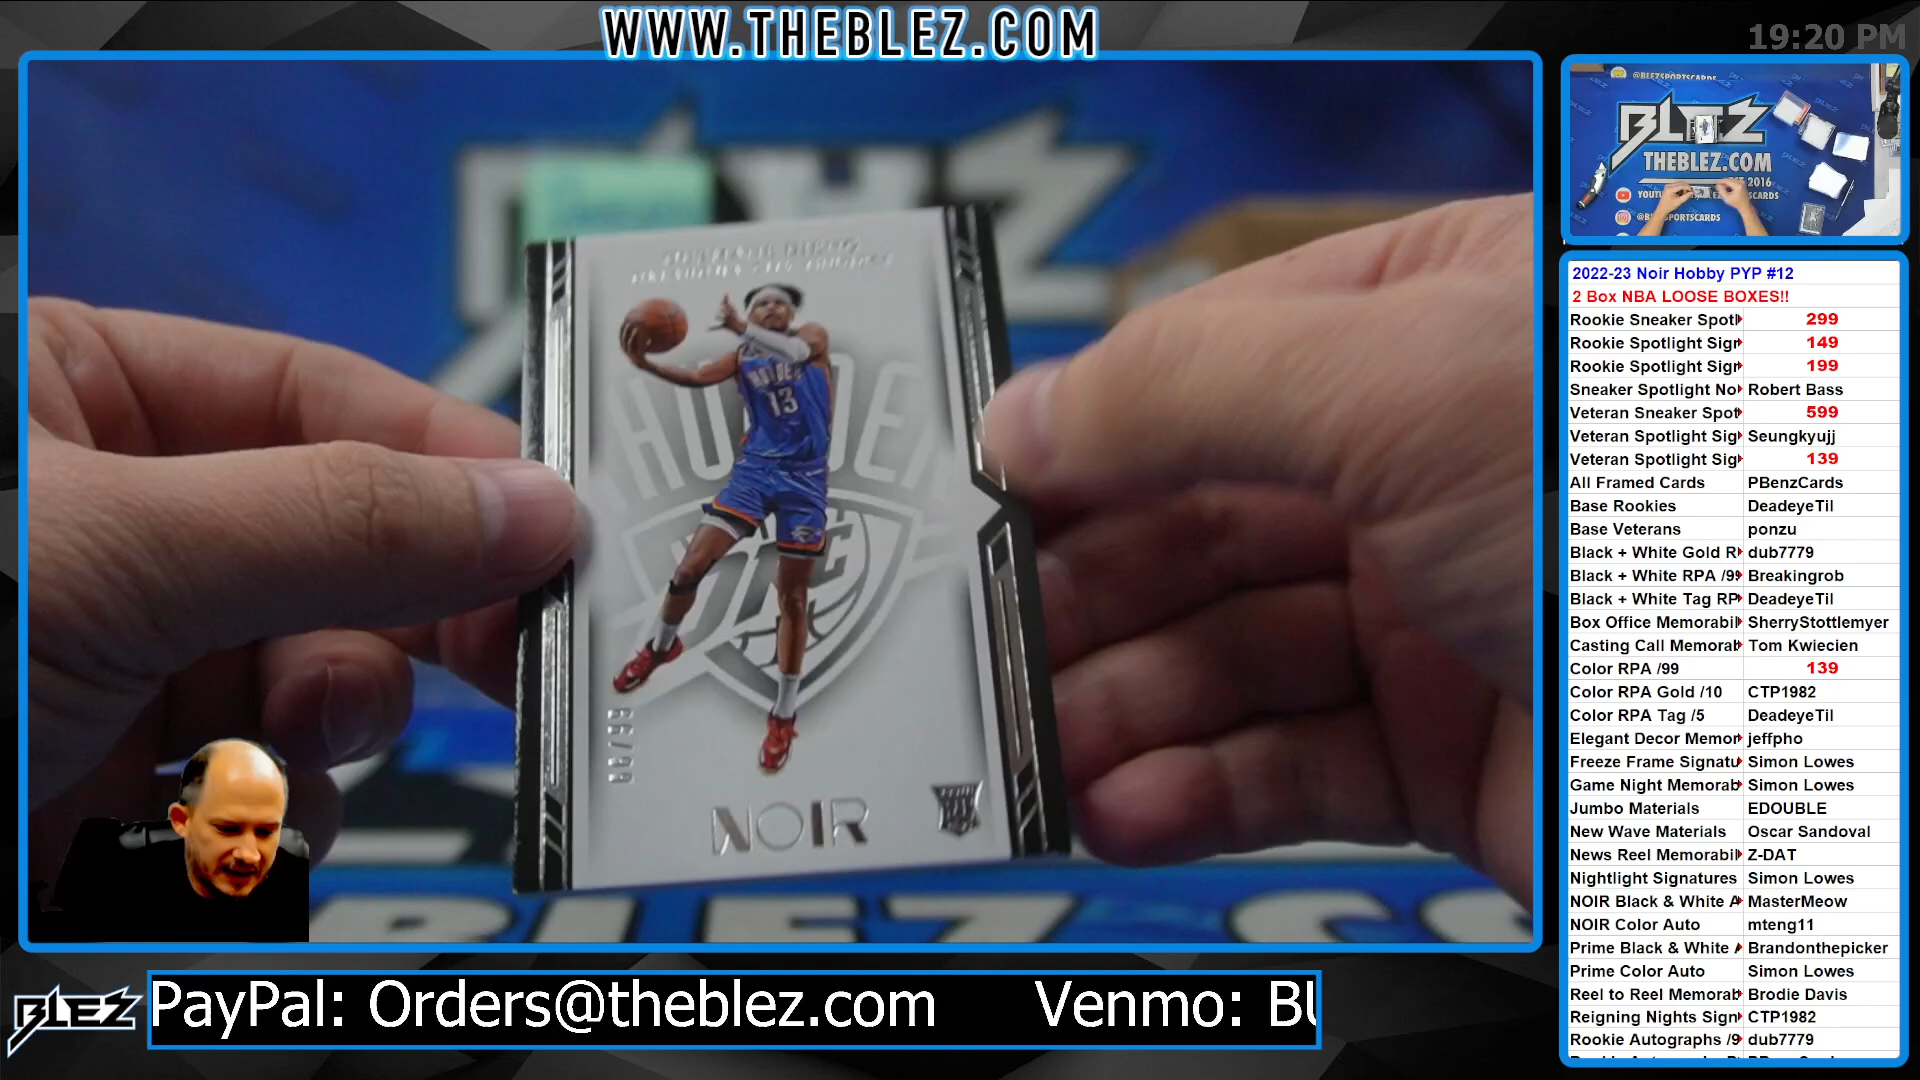 WWW.THEBLEZ.COM
19:20 PM
THUNDER
13
NOIR
@BLEZSPORTSCARDS
BLEZ
THEBLEZ.COM
2016
2022-23 Noir Hobby PYP #12
2 Box NBA LOOSE BOXES!!
Rookie Sneaker Spotl 299
Rookie Spotlight Sign 149
Rookie Spotlight Sign 199
Sneaker Spotlight No Robert Bass
Veteran Sneaker Spot 599
Veteran Spotlight Sig Seungkyujj
Veteran Spotlight Sig 139
All Framed Cards PBenzCards
Base Rookies DeadeyeTil
Base Veterans ponzu
Black + White Gold R dub7779
Black + White RPA /99 Breakingrob
Black + White Tag RP DeadeyeTil
Box Office Memorabil SherryStottlemyer
Casting Call Memorab Tom Kwiecien
Color RPA /99 139
Color RPA Gold /10 CTP1982
Color RPA Tag /5 DeadeyeTil
Elegant Decor Memor jeffpho
Freeze Frame Signatu Simon Lowes
Game Night Memorab Simon Lowes
Jumbo Materials EDOUBLE
New Wave Materials Oscar Sandoval
News Reel Memorabil Z-DAT
Nightlight Signatures Simon Lowes
NOIR Black & White A MasterMeow
NOIR Color Auto mteng11
Prime Black & White A Brandonthepicker
Prime Color Auto Simon Lowes
Reel to Reel Memorab Brodie Davis
Reigning Nights Sign CTP1982
Rookie Autographs /9 dub7779
BLEZ
PayPal: Orders@theblez.com Venmo: BL